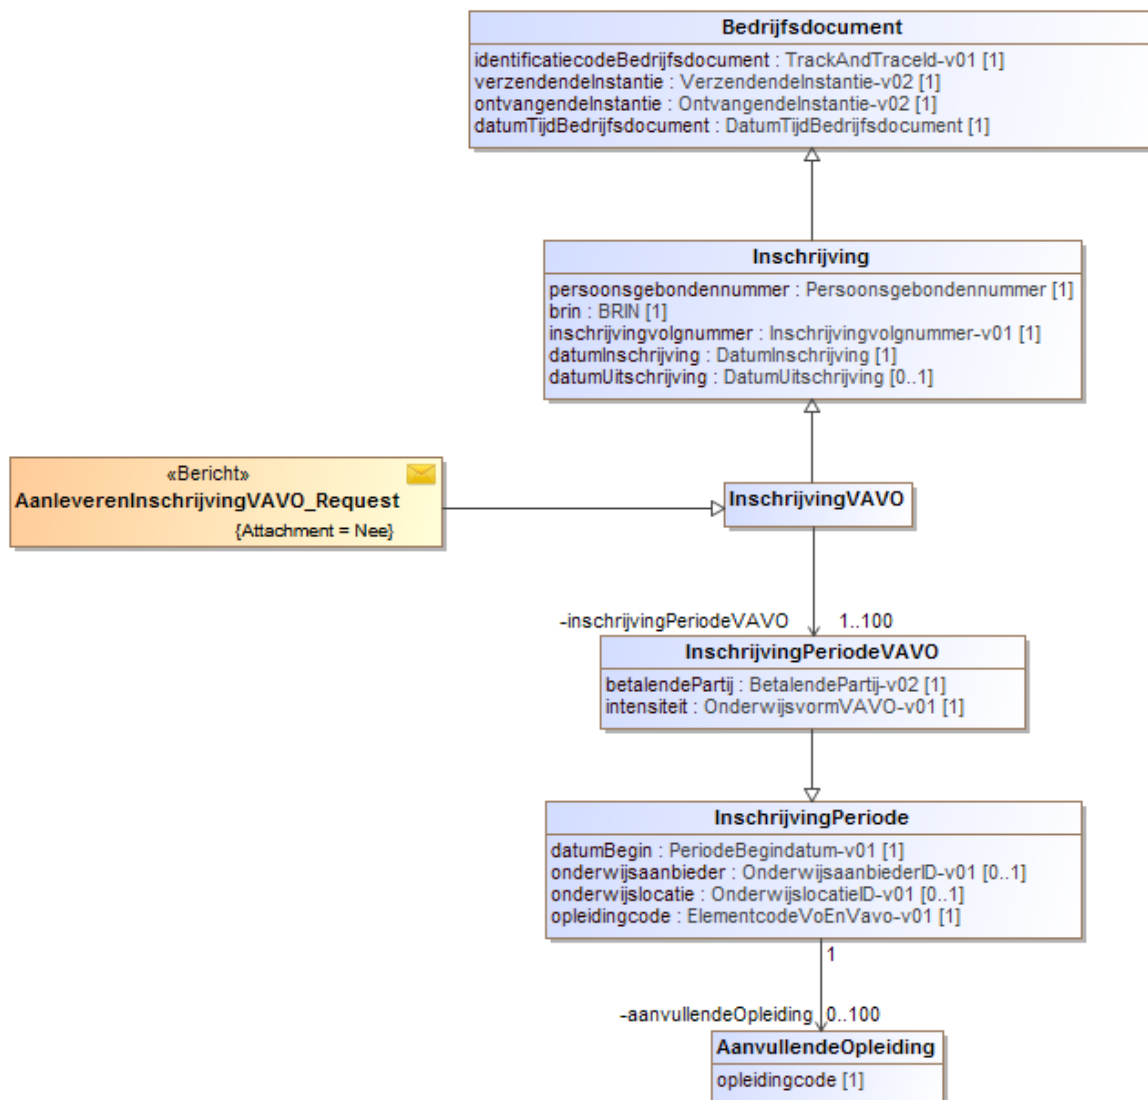 Bedrijfsdocument
identificatiecodeBedrijfsdocument : TrackAndTraceId-v01 [1]
verzendendeInstantie : VerzendendeInstantie-v02 [1]
ontvangendeInstantie : OntvangendeInstantie-v02 [1]
datumTijdBedrijfsdocument : DatumTijdBedrijfsdocument [1]
Inschrijving
persoonsgebondennummer : Persoonsgebondennummer [1]
brin : BRIN [1]
inschrijvingvolgnummer : Inschrijvingvolgnummer-v01 [1]
datumInschrijving : DatumInschrijving [1]
datumUitschrijving : DatumUitschrijving [0..1]
«Bericht»
AanleverenInschrijvingVAVO_Request
{Attachment = Nee}
InschrijvingVAVO
-inschrijvingPeriodeVAVO 1..100
InschrijvingPeriodeVAVO
betalendePartij : BetalendePartij-v02 [1]
intensiteit : OnderwijsvormVAVO-v01 [1]
InschrijvingPeriode
datumBegin : PeriodeBegindatum-v01 [1]
onderwijsaanbieder : OnderwijsaanbiederID-v01 [0..1]
onderwijslocatie : OnderwijslocatieID-v01 [0..1]
opleidingcode : ElementcodeVoEnVavo-v01 [1]
1
-aanvullendeOpleiding 0..100
AanvullendeOpleiding
opleidingcode [1]